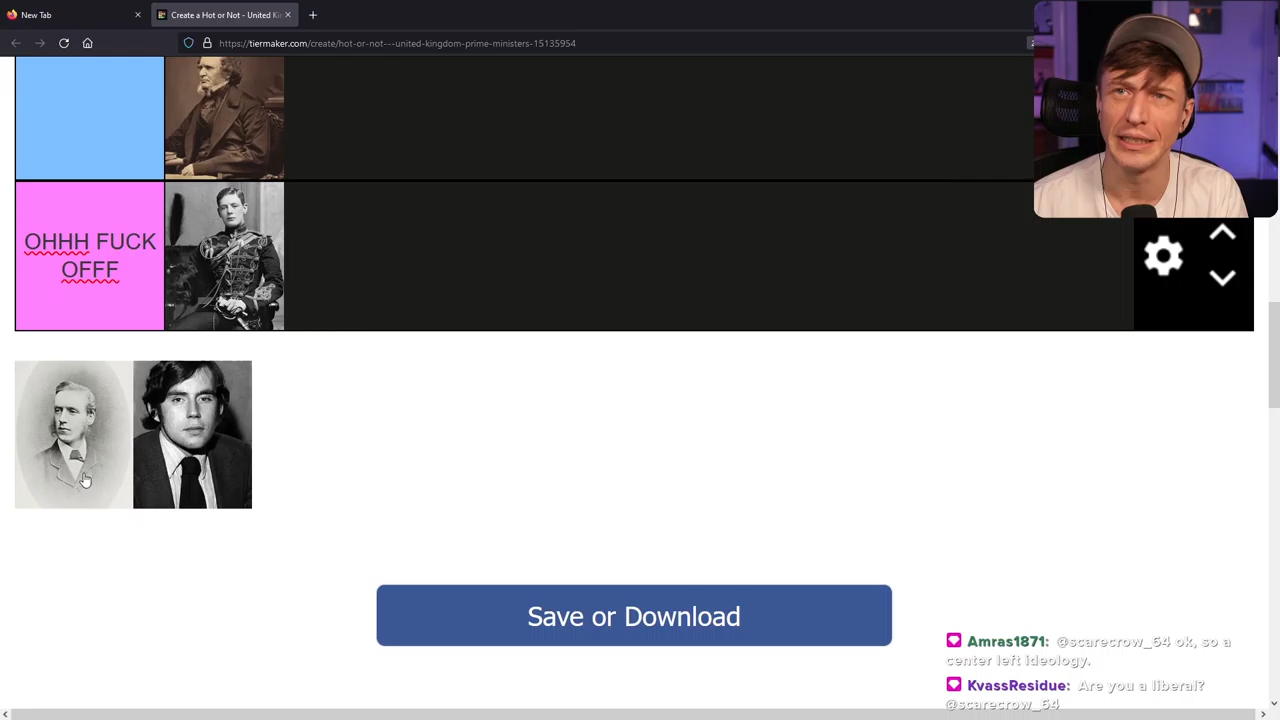 New Tab
Create a Hot or Not - United Ki
https://tiermaker.com/create/hot-or-not---united-kingdom-prime-ministers-15135954
OHHH FUCK
OFFF
Save or Download
Amras1871: @scarecrow_64 ok, so a
center left ideology.
KvassResidue: Are you a liberal?
@scarecrow_64